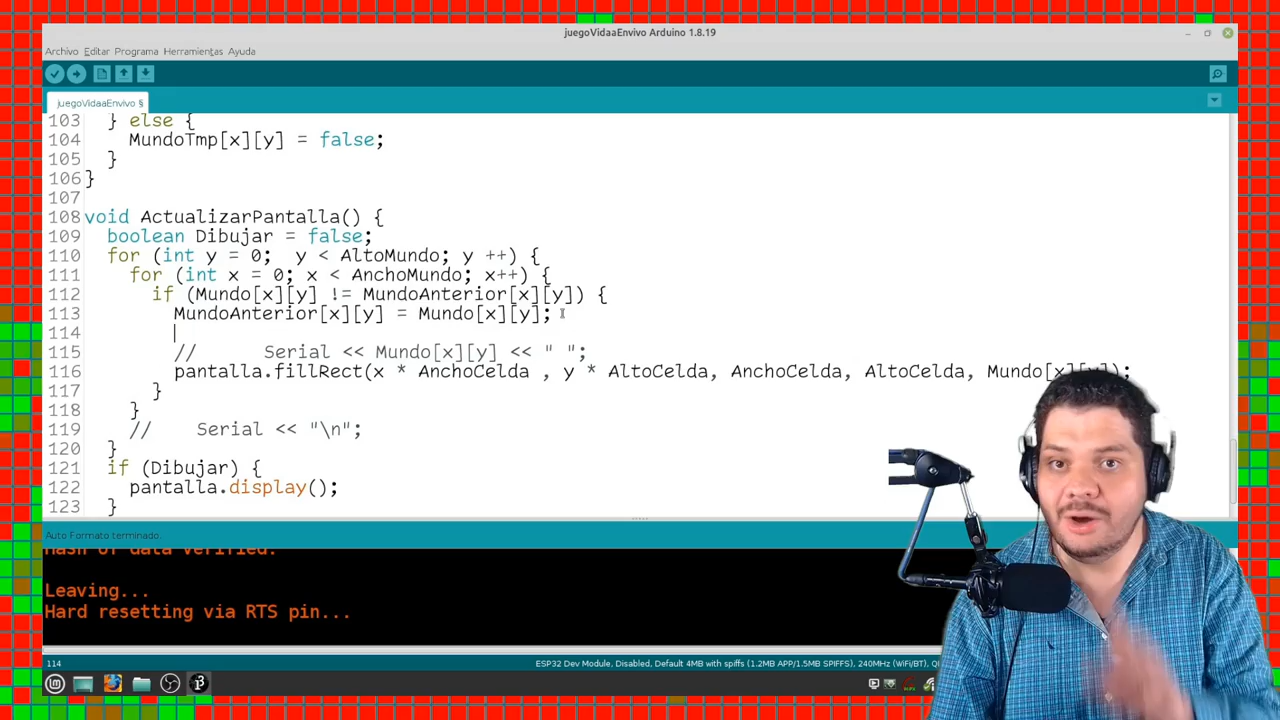 juegoVidaaEnvivo Arduino 1.8.19
Archivo Editar Programa Herramientas Ayuda
juegoVidaaEnvivo §
103 } else {
104 MundoTmp[x][y] = false;
105 }
106 }
107
108 void ActualizarPantalla() {
109 boolean Dibujar = false;
110 for (int y = 0; y < AltoMundo; y ++) {
111 for (int x = 0; x < AnchoMundo; x++) {
112 if (Mundo[x][y] != MundoAnterior[x][y]) {
113 MundoAnterior[x][y] = Mundo[x][y];
114
115 // Serial << Mundo[x][y] << " ";
116 pantalla.fillRect(x * AnchoCelda , y * AltoCelda, AnchoCelda, AltoCelda, Mundo[x][y]);
117 }
118 }
119 // Serial << "\n";
120 }
121 if (Dibujar) {
122 pantalla.display();
123 }
Auto Formato terminado.
Hash of data verified.
Leaving...
Hard resetting via RTS pin...
114
ESP32 Dev Module, Disabled, Default 4MB with spiffs (1.2MB APP/1.5MB SPIFFS), 240MHz (WiFi/BT),